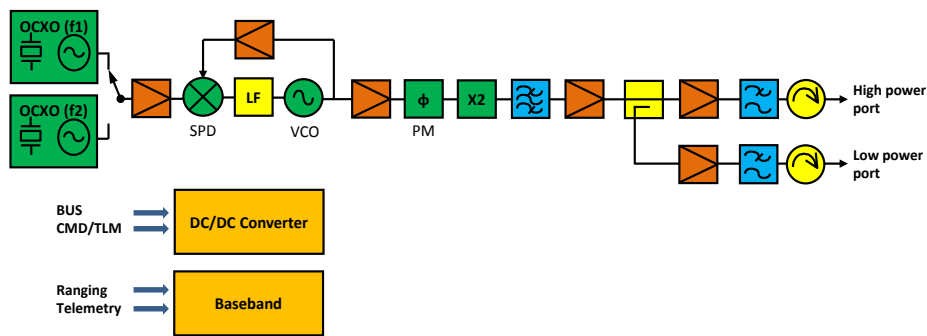 OCXO (f1)
OCXO (f2)
SPD
LF
VCO
ϕ
PM
X2
High power
port
Low power
port
BUS
CMD/TLM
DC/DC Converter
Ranging
Telemetry
Baseband